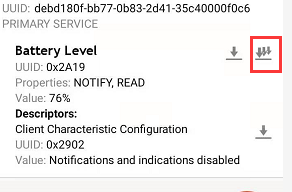 UUID: debd180f-bb77-0b83-2d41-35c40000f0c6
PRIMARY SERVICE
Battery Level
UUID: 0x2A19
Properties: NOTIFY, READ
Value: 76%
Descriptors:
Client Characteristic Configuration
UUID: 0x2902
Value: Notifications and indications disabled